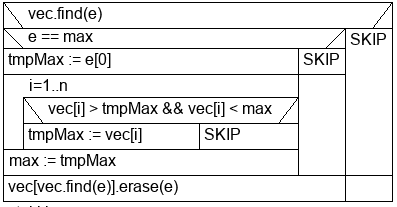 vec.find(e)
e == max
SKIP
tmpMax := e[0]
SKIP
i=1..n
vec[i] > tmpMax && vec[i] < max
tmpMax := vec[i]
SKIP
max := tmpMax
vec[vec.find(e)].erase(e)